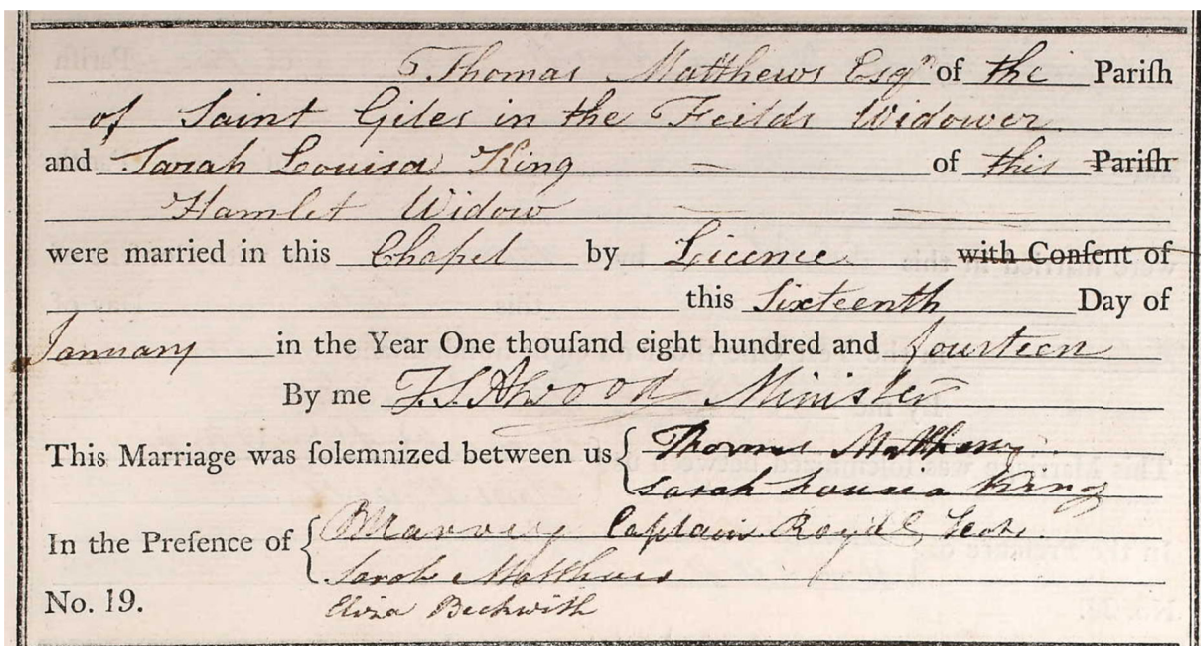 Thomas Matthews Esqr of the Pariſh
of Saint Giles in the Feilds Widower
and Sarah Louisa King = of this Pariſh
Hamlet Widow = =
were married in this Chapel by Licence with Conſent of
this Sixteenth Day of
January in the Year One thouſand eight hundred and fourteen
By me Minister
This Marriage was ſolemnized between us { Thomas Matthews
Sarah Louisa King
In the Preſence of { Captain Royal
Sarah Matthews
No. 19. Eliza Beckwith